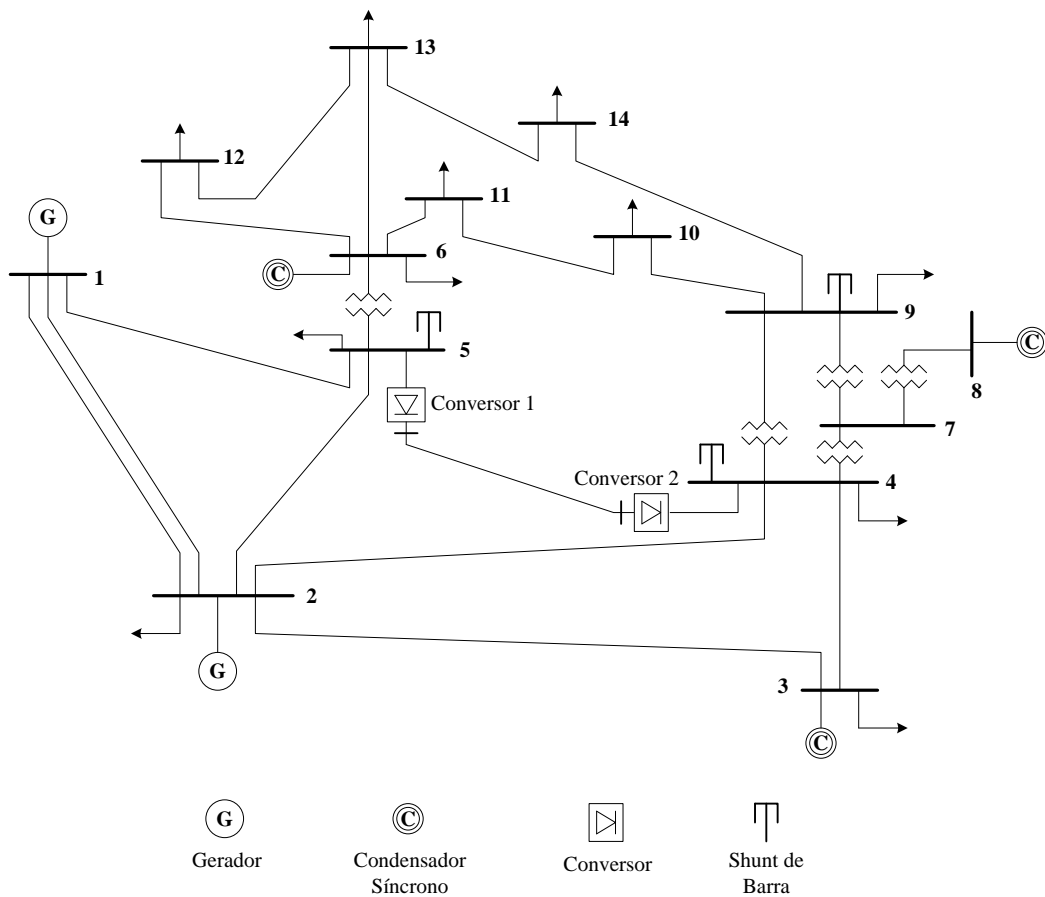 13
14
12
11
G
10
6
1
C
9
5
C
8
Conversor 1
7
Conversor 2
4
2
G
3
C
G
C
Gerador
Condensador
Síncrono
Conversor
Shunt de
Barra